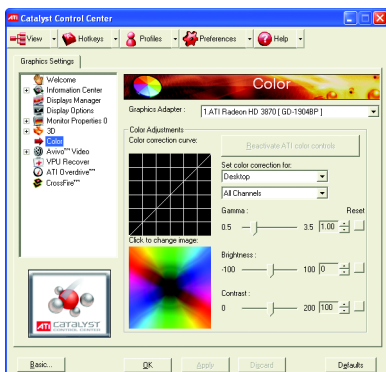 Catalyst Control Center
View Hotkeys Profiles Preferences Help
Graphics Settings
Welcome
Information Center
Displays Manager
Display Options
Monitor Properties 0
3D
Color
Avivo™ Video
VPU Recover
ATI Overdrive™
CrossFire™
Color
Graphics Adapter :
1.ATI Radeon HD 3870 [ GD-1904BP ]
Color Adjustments
Color correction curve:
Reactivate ATI color controls
Set color correction for:
Desktop
All Channels
Gamma : Reset
0.5 3.5 1.00
Click to change image:
Brightness :
-100 100 0
Contrast :
0 200 100
ATI CATALYST
CONTROL CENTER
Basic... OK Apply Discard Defaults